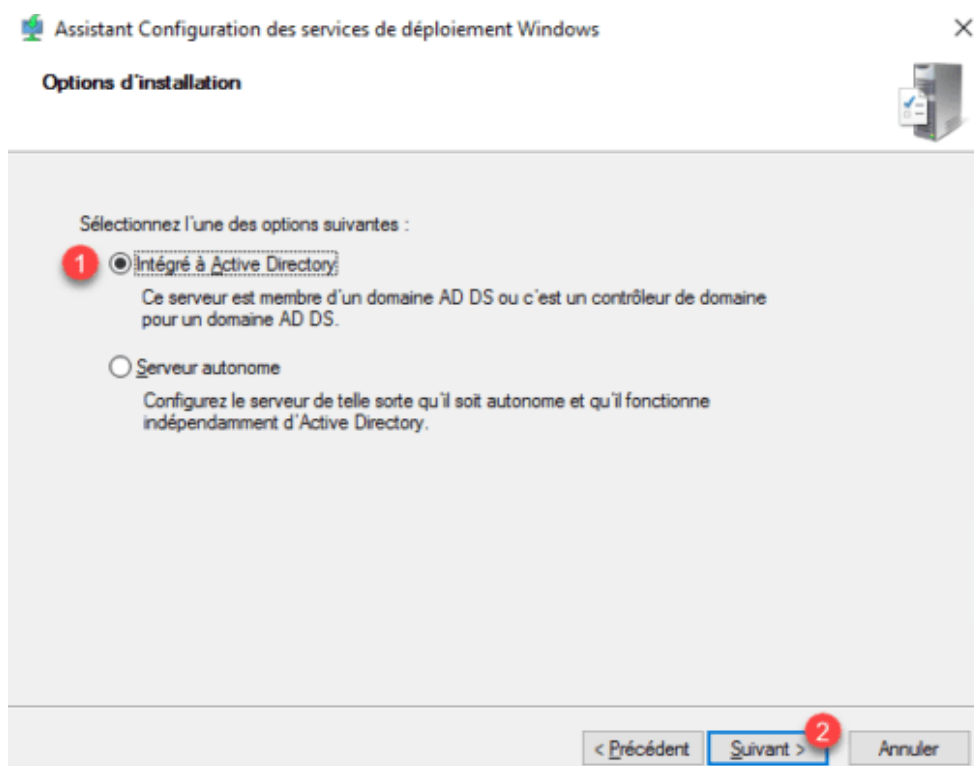 Assistant Configuration des services de déploiement Windows
Options d'installation
Sélectionnez l'une des options suivantes :
1 Intégré à Active Directory
Ce serveur est membre d'un domaine AD DS ou c'est un contrôleur de domaine
pour un domaine AD DS.
Serveur autonome
Configurez le serveur de telle sorte qu'il soit autonome et qu'il fonctionne
indépendamment d'Active Directory.
< Précédent Suivant > 2 Annuler